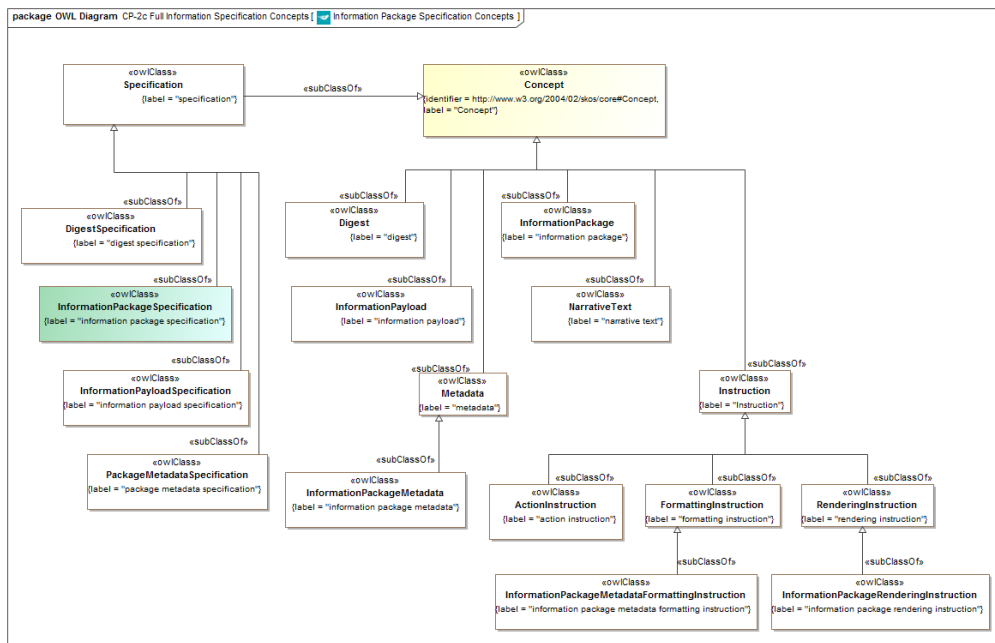 package OWL Diagram CP-2c Full Information Specification Concepts [ Information Package Specification Concepts ]
«owlClass»
Specification
{label = "specification"}
«subClassOf»
«owlClass»
Concept
{identifier = http://www.w3.org/2004/02/skos/core#Concept,
label = "Concept"}
«subClassOf»
«owlClass»
DigestSpecification
{label = "digest specification"}
«subClassOf»
«owlClass»
Digest
{label = "digest"}
«subClassOf»
«owlClass»
InformationPackage
{label = "information package"}
«subClassOf»
«owlClass»
InformationPackageSpecification
{label = "information package specification"}
«subClassOf»
«owlClass»
InformationPayload
{label = "information payload"}
«subClassOf»
«owlClass»
NarrativeText
{label = "narrative text"}
«subClassOf»
«owlClass»
InformationPayloadSpecification
{label = "information payload specification"}
«subClassOf»
«owlClass»
Metadata
{label = "metadata"}
«subClassOf»
«owlClass»
Instruction
{label = "Instruction"}
«subClassOf»
«owlClass»
PackageMetadataSpecification
{label = "package metadata specification"}
«subClassOf»
«owlClass»
InformationPackageMetadata
{label = "information package metadata"}
«subClassOf»
«owlClass»
ActionInstruction
{label = "action instruction"}
«subClassOf»
«owlClass»
FormattingInstruction
{label = "formatting instruction"}
«subClassOf»
«owlClass»
RenderingInstruction
{label = "rendering instruction"}
«subClassOf»
«owlClass»
InformationPackageMetadataFormattingInstruction
{label = "information package metadata formatting instruction"}
«subClassOf»
«owlClass»
InformationPackageRenderingInstruction
{label = "information package rendering instruction"}